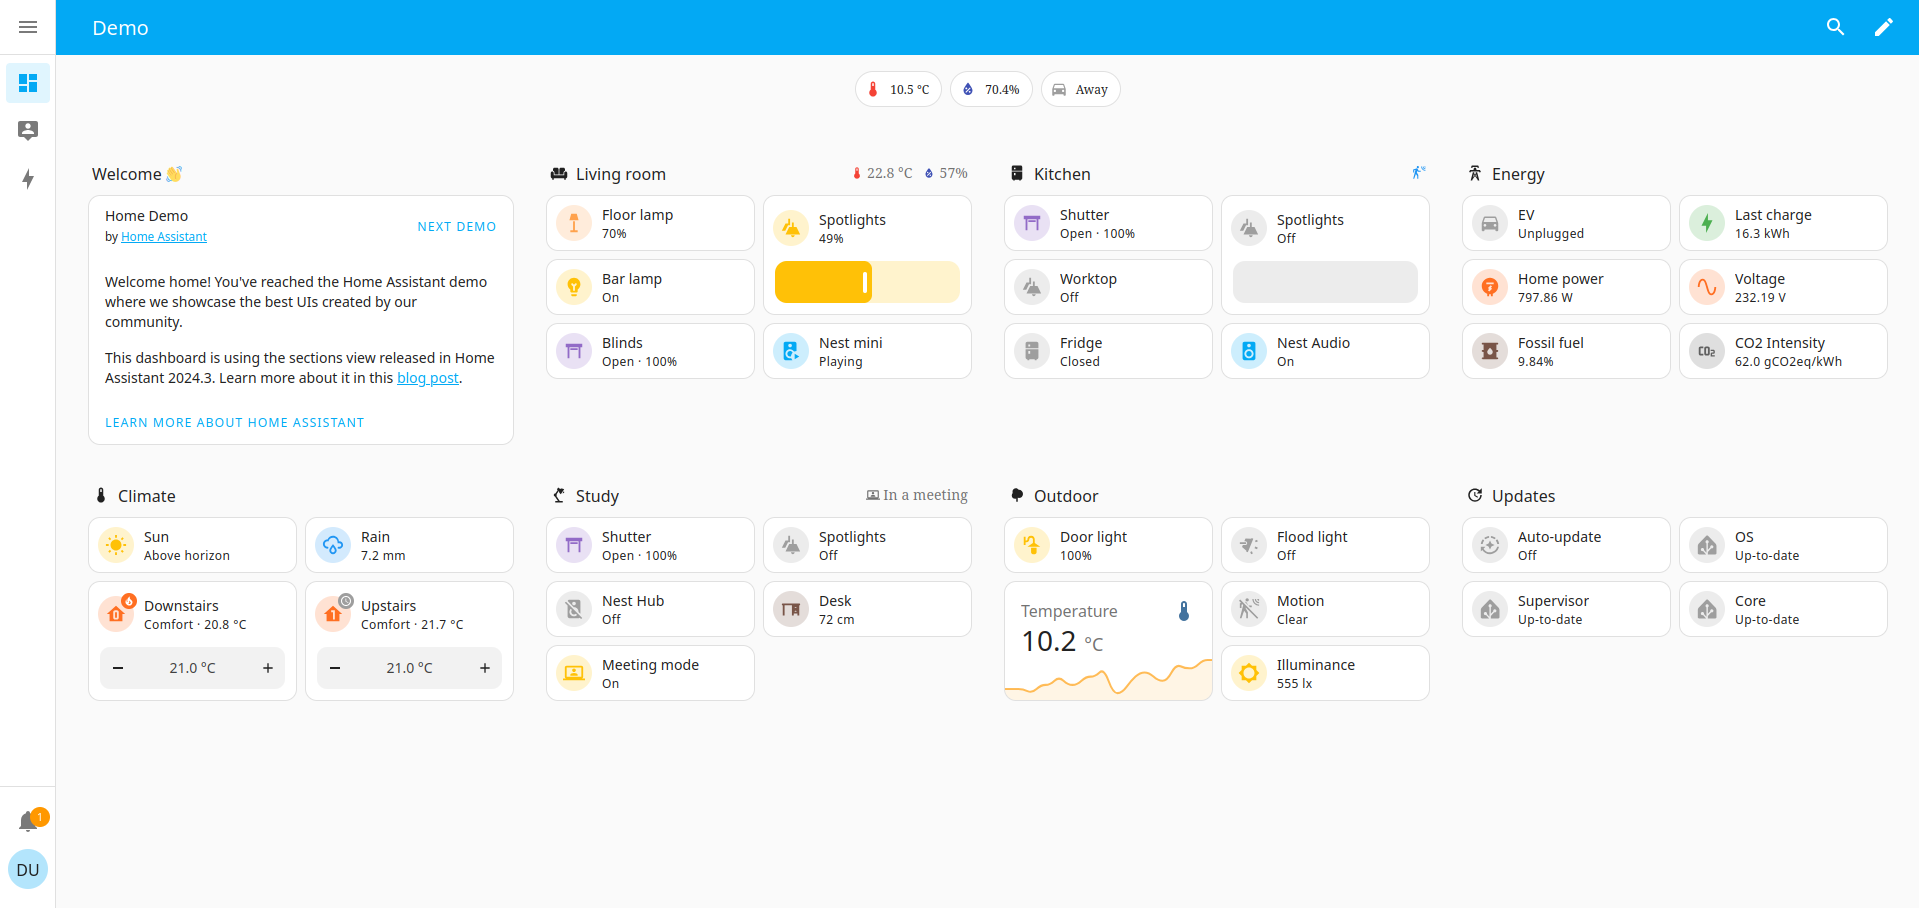 Demo
10.5 °C
70.4%
Away
Welcome 👋
Home Demo
by Home Assistant
NEXT DEMO
Welcome home! You've reached the Home Assistant demo
where we showcase the best UIs created by our
community.
This dashboard is using the sections view released in Home
Assistant 2024.3. Learn more about it in this blog post.
LEARN MORE ABOUT HOME ASSISTANT
Living room
22.8 °C
57%
Floor lamp
70%
Spotlights
49%
Bar lamp
On
Blinds
Open · 100%
Nest mini
Playing
Kitchen
Shutter
Open · 100%
Spotlights
Off
Worktop
Off
Fridge
Closed
Nest Audio
On
Energy
EV
Unplugged
Last charge
16.3 kWh
Home power
797.86 W
Voltage
232.19 V
Fossil fuel
9.84%
CO2
CO2 Intensity
62.0 gCO2eq/kWh
Climate
Sun
Above horizon
Rain
7.2 mm
0
Downstairs
Comfort · 20.8 °C
21.0 °C
1
Upstairs
Comfort · 21.7 °C
21.0 °C
Study
In a meeting
Shutter
Open · 100%
Spotlights
Off
Nest Hub
Off
Desk
72 cm
Meeting mode
On
Outdoor
Door light
100%
Flood light
Off
Temperature
10.2 °C
Motion
Clear
Illuminance
555 lx
Updates
Auto-update
Off
OS
Up-to-date
Supervisor
Up-to-date
Core
Up-to-date
1
DU